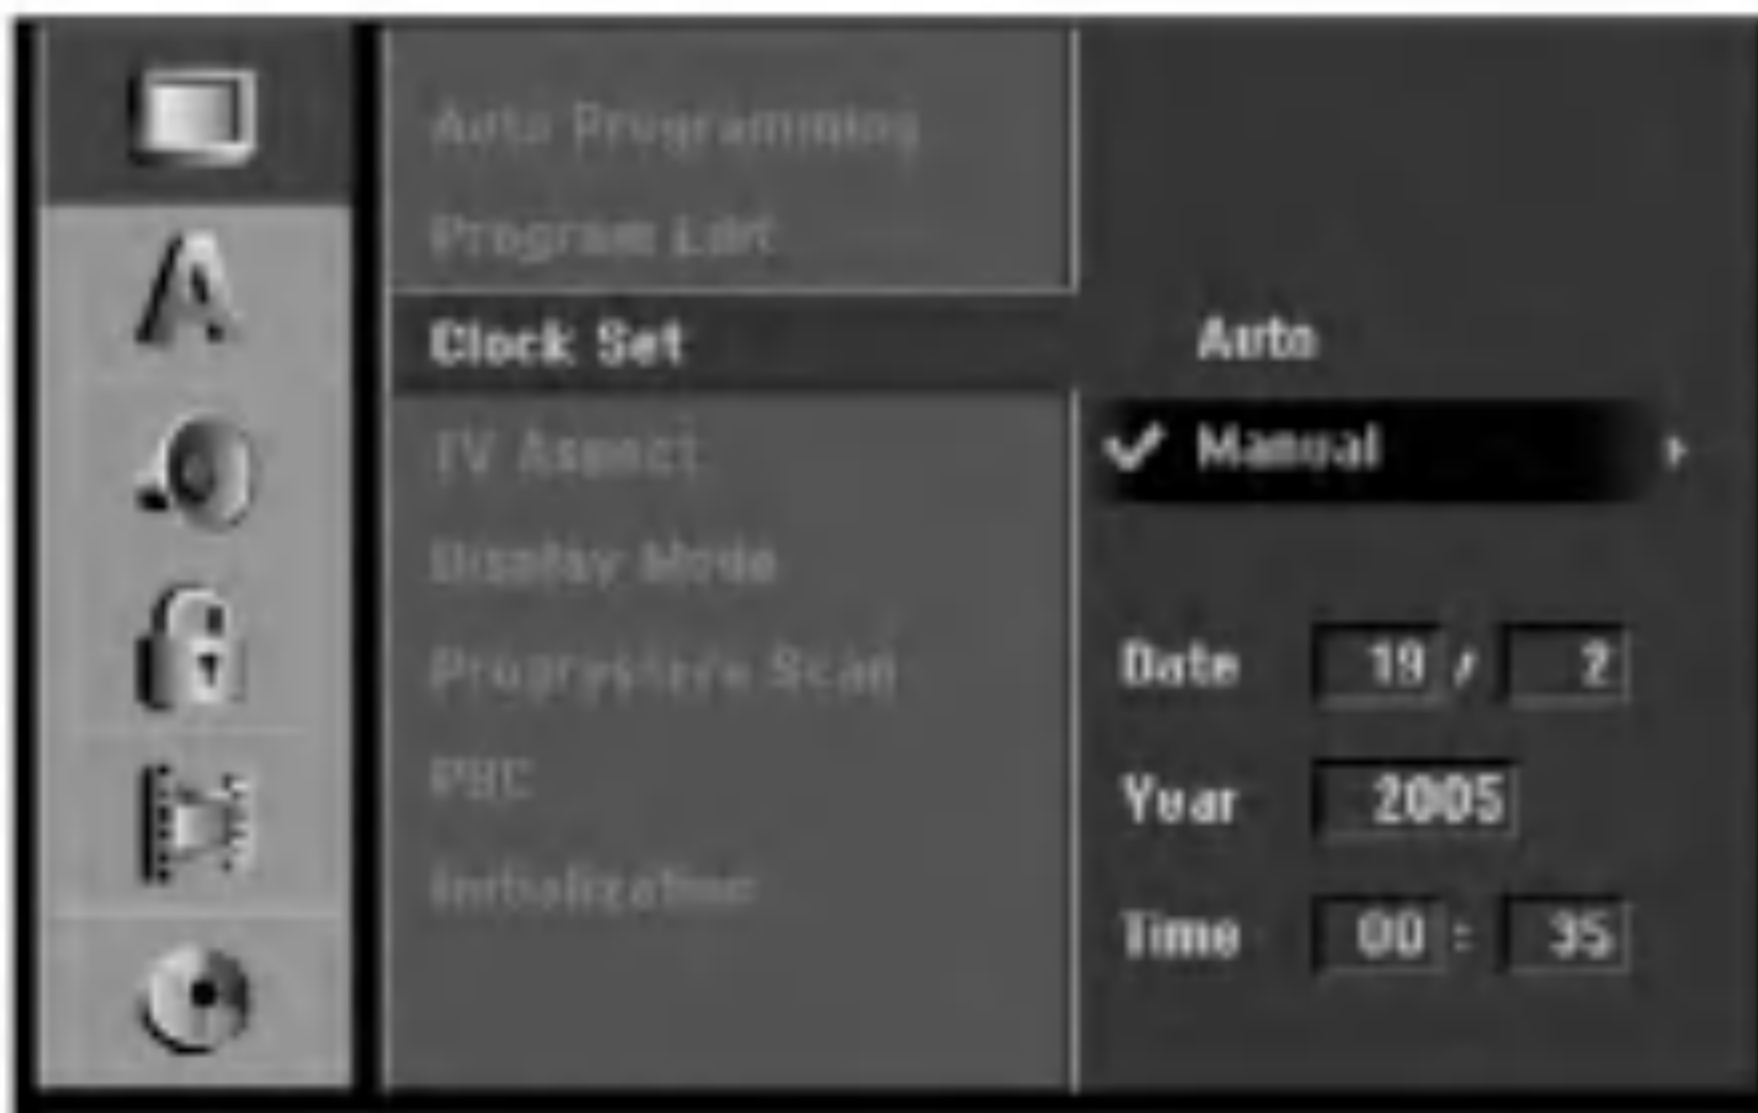 Auto Programming
Program Edit
Clock Set
TV Aspect
Display Mode
Progressive Scan
PBC
Initialization
Auto
Manual
Date 19 / 2
Year 2005
Time 00 : 35